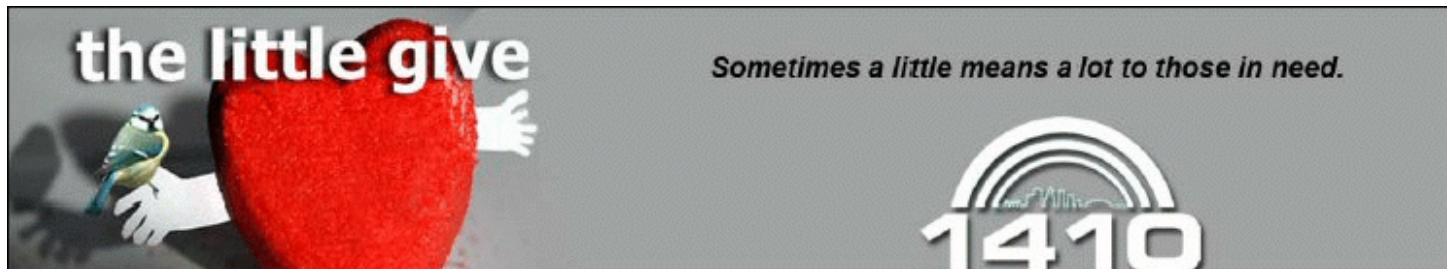 the little give
Sometimes a little means a lot to those in need.
1410